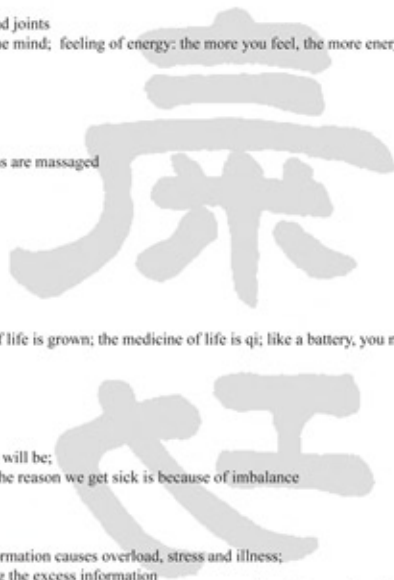 d joints
e mind; feeling of energy: the more you feel, the more ener
s are massaged
f life is grown; the medicine of life is qi; like a battery, you n
will be;
he reason we get sick is because of imbalance
rmation causes overload, stress and illness;
g the excess information